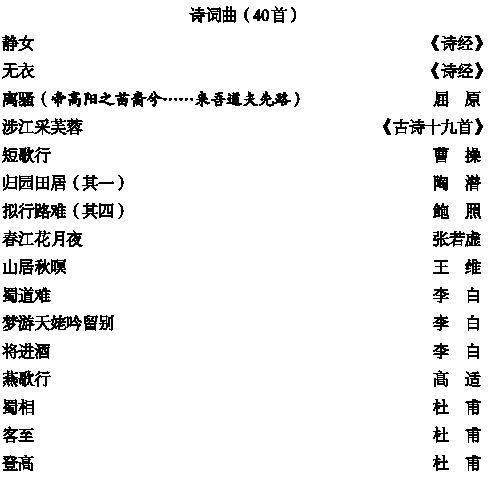 诗词曲（40首）
静女 《诗经》
无衣 《诗经》
离骚（帝高阳之苗裔兮……来吾道夫先路） 屈 原
涉江采芙蓉 《古诗十九首》
短歌行 曹 操
归园田居（其一） 陶 潜
拟行路难（其四） 鲍 照
春江花月夜 张若虚
山居秋暝 王 维
蜀道难 李 白
梦游天姥吟留别 李 白
将进酒 李 白
燕歌行 高 适
蜀相 杜 甫
客至 杜 甫
登高 杜 甫